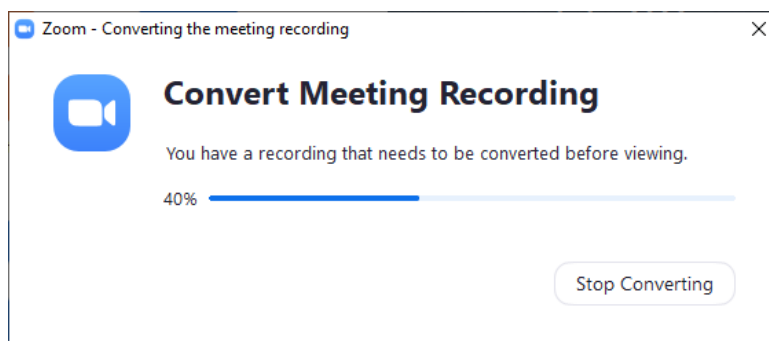 Zoom - Converting the meeting recording
Convert Meeting Recording
You have a recording that needs to be converted before viewing.
40%
Stop Converting